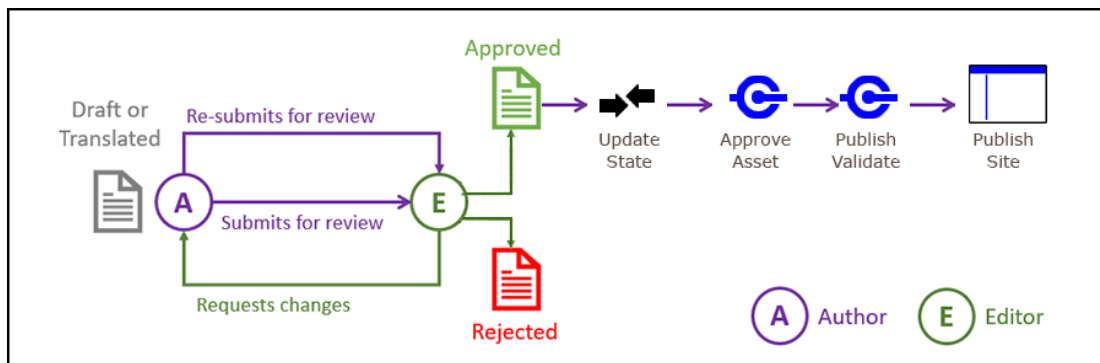 Approved
Draft or
Translated
Re-submits for review
A
E
Submits for review
Requests changes
Rejected
Update
State
Approve
Asset
Publish
Validate
Publish
Site
A Author
E Editor